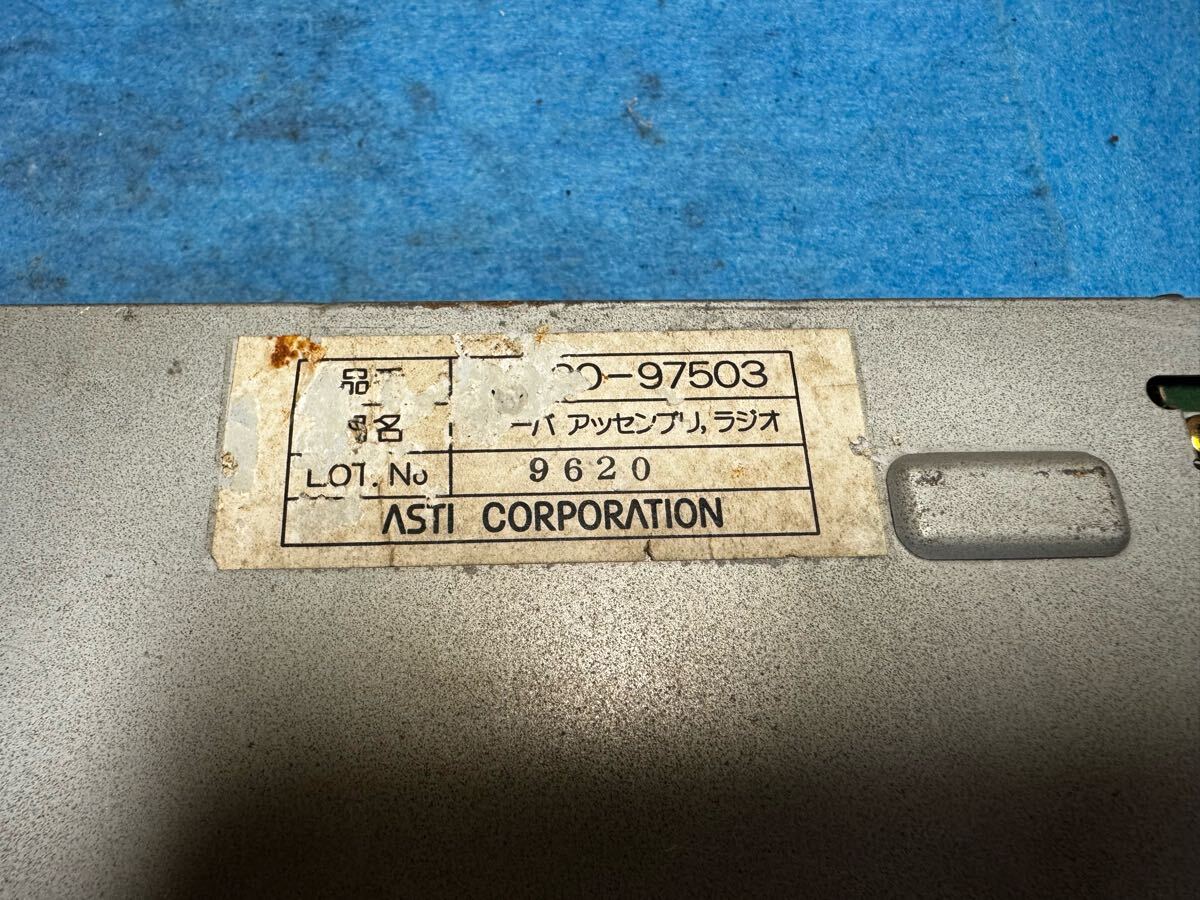 品 -97503
名 ーバ アッセンブリ, ラジオ
LOT. No 9620
ASTI CORPORATION